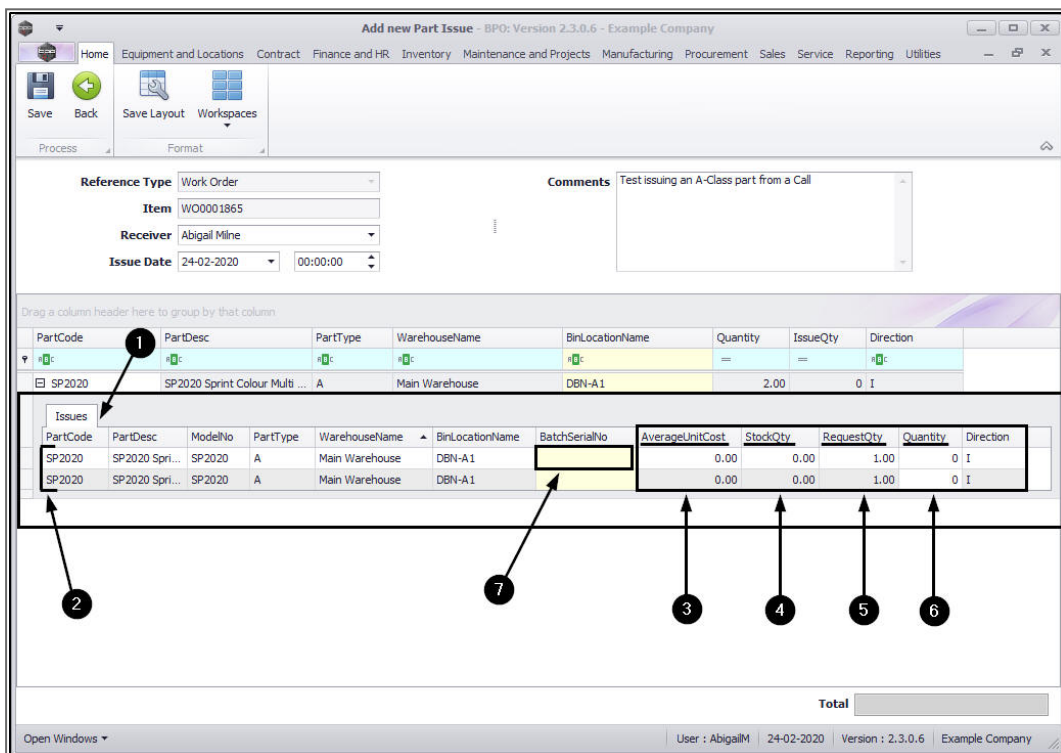 Add new Part Issue - BPO: Version 2.3.0.6 - Example Company
Home Equipment and Locations Contract Finance and HR Inventory Maintenance and Projects Manufacturing Procurement Sales Service Reporting Utilities
Save Back Save Layout Workspaces
Process Format
Reference Type Work Order Comments Test issuing an A-Class part from a Call
Item WO0001865
Receiver Abigail Milne
Issue Date 24-02-2020 00:00:00
Drag a column header here to group by that column
PartCode PartDesc PartType WarehouseName BinLocationName Quantity IssueQty Direction
1
SP2020 SP2020 Sprint Colour Multi ... A Main Warehouse DBN-A1 2.00 0 I
Issues
PartCode PartDesc ModelNo PartType WarehouseName BinLocationName BatchSerialNo AverageUnitCost StockQty RequestQty Quantity Direction
SP2020 SP2020 Spri... SP2020 A Main Warehouse DBN-A1 0.00 0.00 1.00 0 I
SP2020 SP2020 Spri... SP2020 A Main Warehouse DBN-A1 0.00 0.00 1.00 0 I
2 7 3 4 5 6
Total
Open Windows User : AbigailM 24-02-2020 Version : 2.3.0.6 Example Company